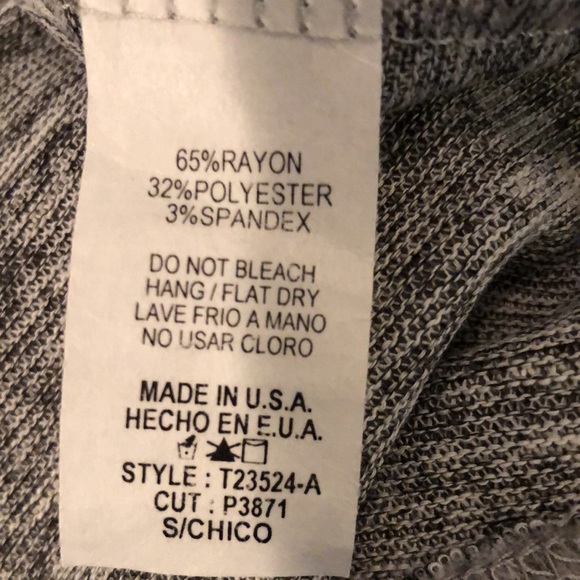 65%RAYON
32%POLYESTER
3%SPANDEX
DO NOT BLEACH
HANG / FLAT DRY
LAVE FRIO A MANO
NO USAR CLORO
MADE IN U.S.A.
HECHO EN E.U.A.
STYLE : T23524-A
CUT : P3871
S/CHICO